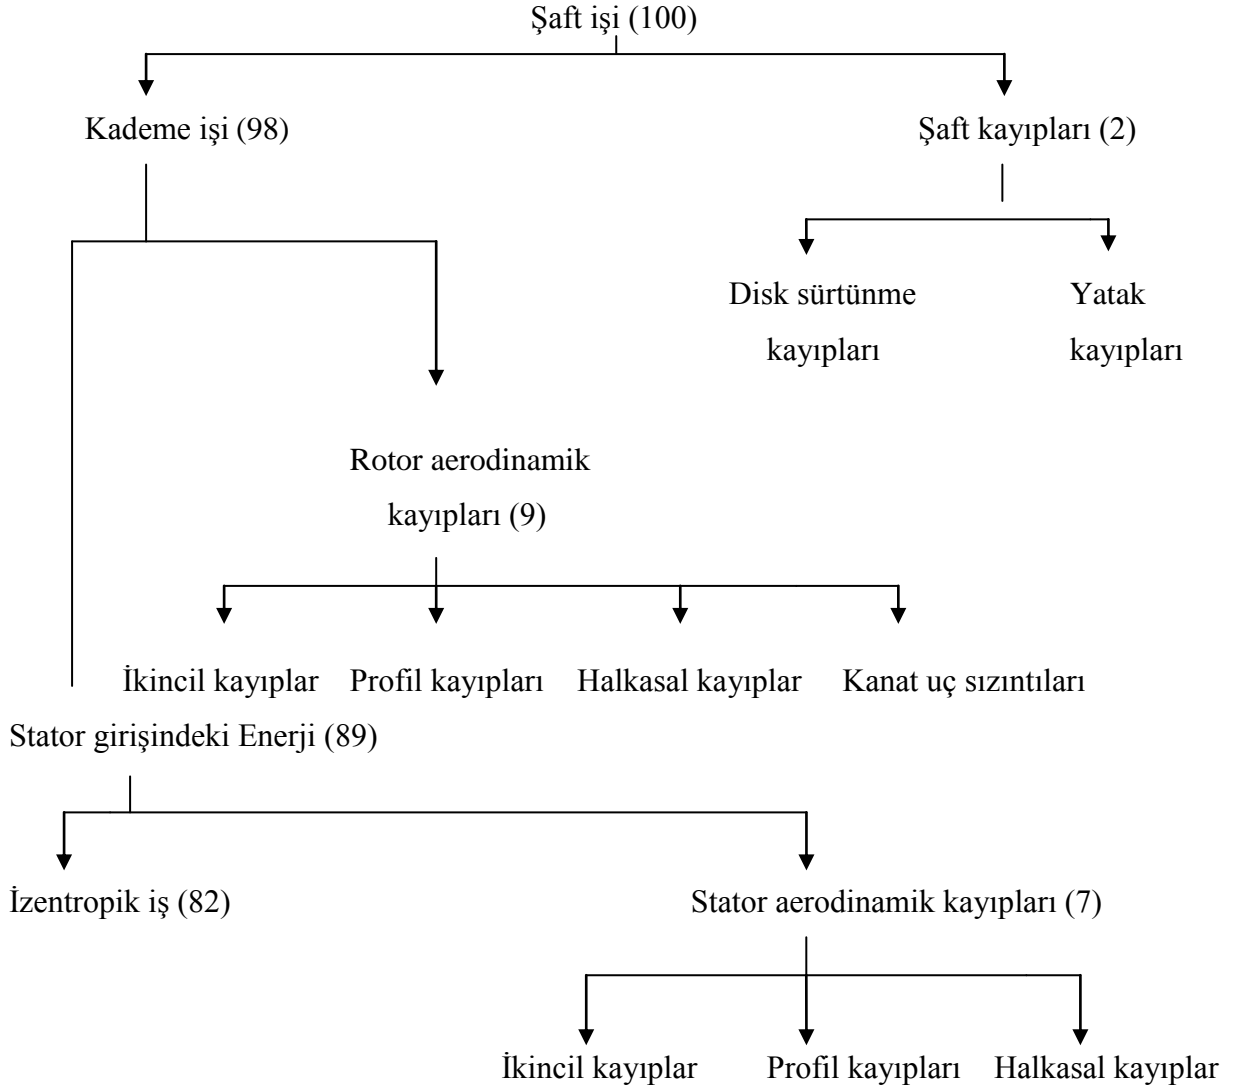 Şaft işi (100)
Kademe işi (98)
Şaft kayıpları (2)
Disk sürtünme
kayıpları
Yatak
kayıpları
Rotor aerodinamik
kayıpları (9)
İkincil kayıplar
Profil kayıpları
Halkasal kayıplar
Kanat uç sızıntıları
Stator girişindeki Enerji (89)
İzentropik iş (82)
Stator aerodinamik kayıpları (7)
İkincil kayıplar
Profil kayıpları
Halkasal kayıplar